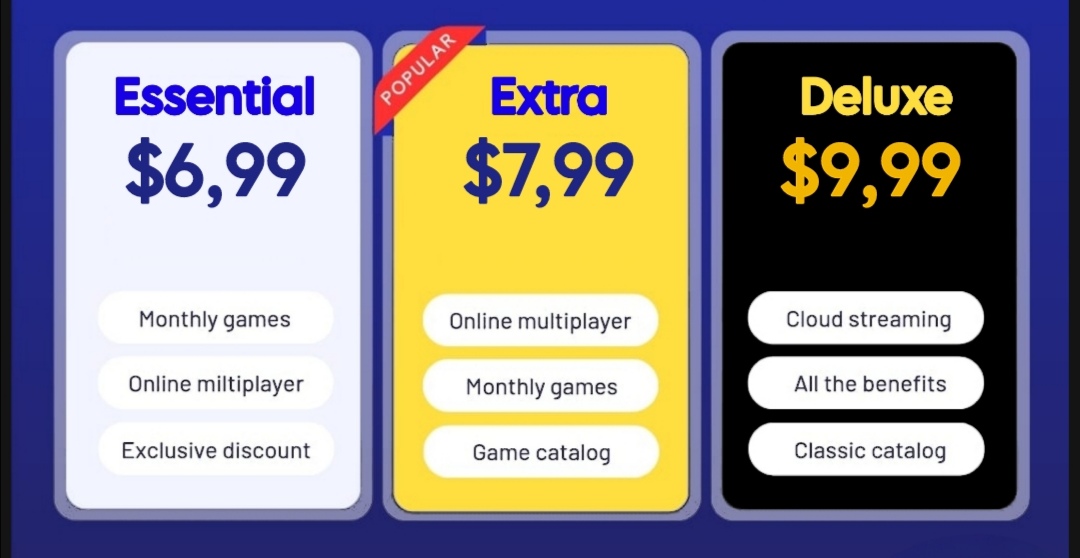 Essential
$6,99
Monthly games
Online miltiplayer
Exclusive discount
POPULAR
Extra
$7,99
Online multiplayer
Monthly games
Game catalog
Deluxe
$9,99
Cloud streaming
All the benefits
Classic catalog